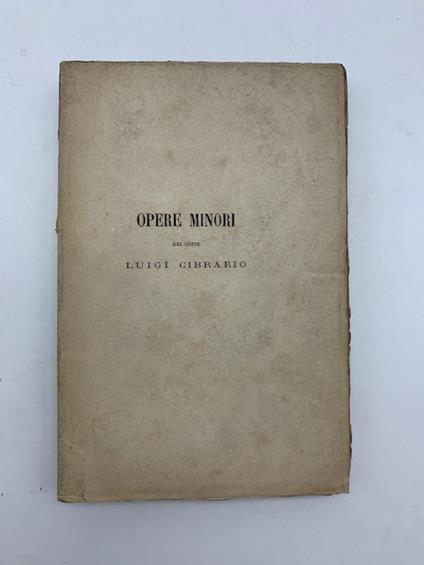 OPERE MINORI
DEL CONTE
LUIGI CIBRARIO